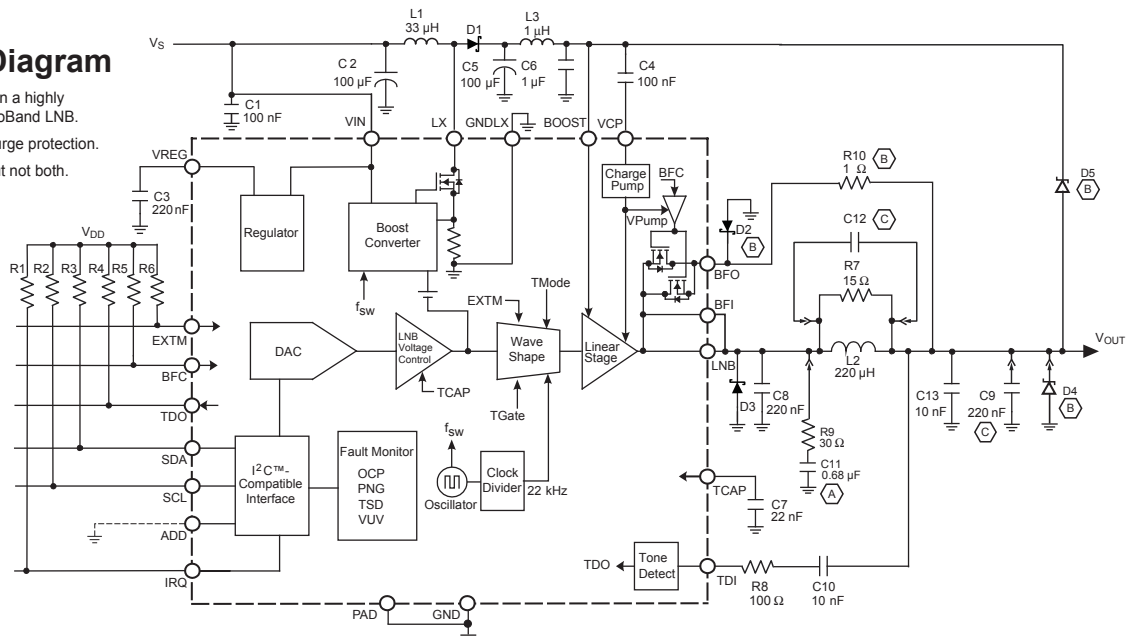 Diagram
n a highly
oBand LNB.
urge protection.
t not both.
VS
L1
33 µH
D1
L3
1 µH
C2
100 µF
C5
100 µF
C6
1 µF
C4
100 nF
C1
100 nF
VIN
LX
GNDLX
BOOST
VCP
VREG
C3
220 nF
Regulator
Boost
Converter
fSW
Charge
Pump
BFC
VPump
D2
B
BFO
R10
B
1 Ω
C12
C
R7
15 Ω
D5
B
VDD
R1
R2
R3
R4
R5
R6
EXTM
BFC
TDO
SDA
SCL
ADD
IRQ
DAC
LNB
Voltage
Control
TCAP
EXTM
TMode
Wave
Shape
TGate
Linear
Stage
BFI
LNB
L2
220 µH
VOUT
D3
C8
220 nF
R9
30 Ω
C11
0.68 µF
A
C13
10 nF
C9
220 nF
C
D4
B
I2C™-
Compatible
Interface
Fault Monitor
OCP
PNG
TSD
VUV
fSW
Oscillator
Clock
Divider
22 kHz
TCAP
C7
22 nF
TDO
Tone
Detect
TDI
R8
100 Ω
C10
10 nF
PAD
GND